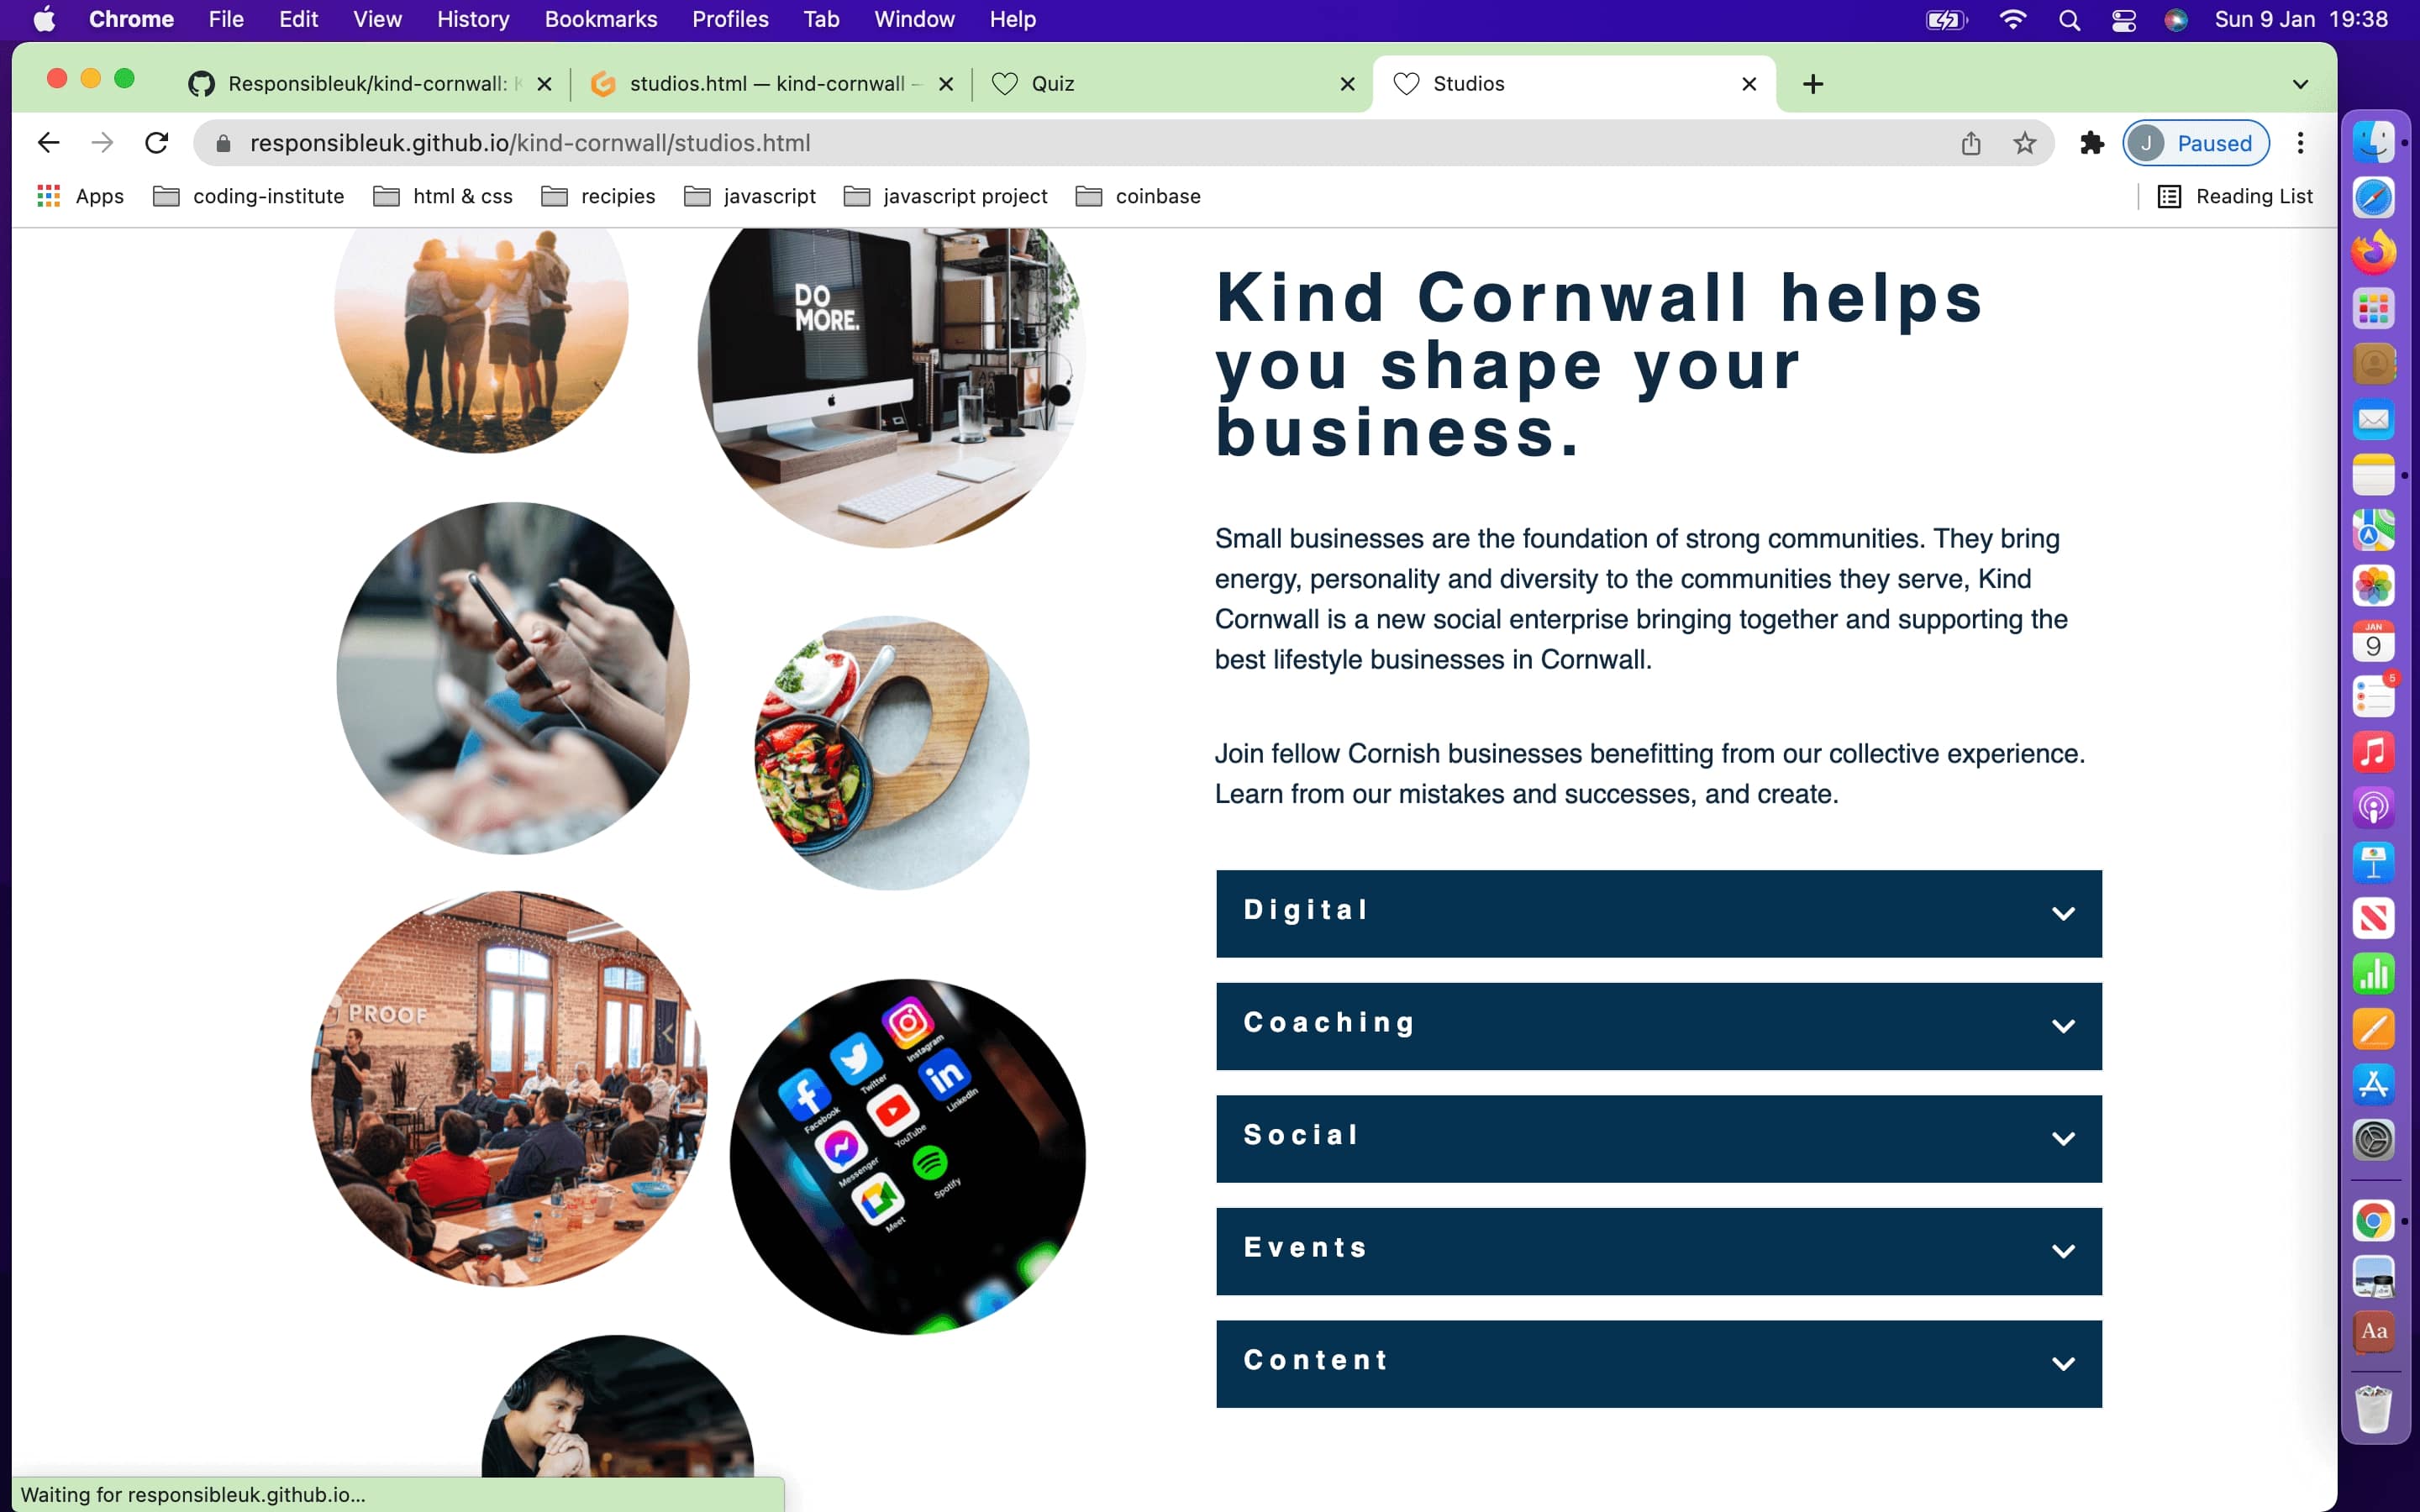 Chrome File Edit View History Bookmarks Profiles Tab Window Help Sun 9 Jan 19:38
Responsibleuk/kind-cornwall: studios.html — kind-cornwall – Quiz Studios
responsibleuk.github.io/kind-cornwall/studios.html J Paused
Apps coding-institute html & css recipies javascript javascript project coinbase Reading List
DO
MORE.
Kind Cornwall helps
you shape your
business.
Small businesses are the foundation of strong communities. They bring
energy, personality and diversity to the communities they serve, Kind
Cornwall is a new social enterprise bringing together and supporting the
best lifestyle businesses in Cornwall.
Join fellow Cornish businesses benefitting from our collective experience.
Learn from our mistakes and successes, and create.
Digital
Coaching
Social
Events
Content
PROOF
Instagram
Twitter
LinkedIn
Facebook
YouTube
Messenger
Spotify
Meet
JAN
9
5
Aa
Waiting for responsibleuk.github.io...